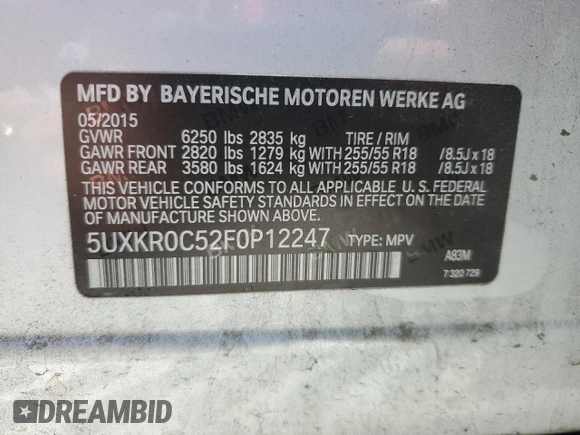 MFD BY BAYERISCHE MOTOREN WERKE AG
05/2015
GVWR 6250 lbs 2835 kg TIRE / RIM
GAWR FRONT 2820 lbs 1279 kg WITH 255/55 R18 /8.5J x 18
GAWR REAR 3580 lbs 1624 kg WITH 255/55 R18 /8.5J x 18
THIS VEHICLE CONFORMS TO ALL APPLICABLE U. S. FEDERAL
MOTOR VEHICLE SAFETY STANDARDS IN EFFECT ON THE DATE
OF MANUFACTURE SHOWN ABOVE.
5UXKR0C52F0P12247 TYPE: MPV
A83M
7 320 729
DREAMBID